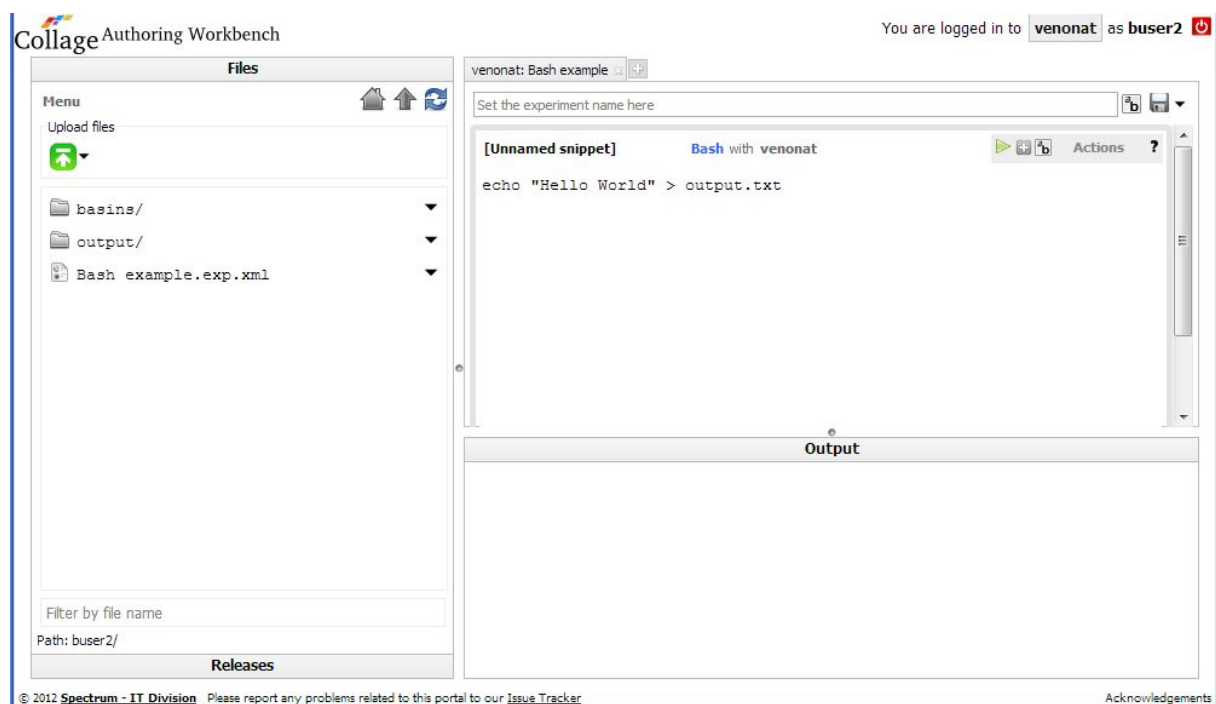 Collage Authoring Workbench
You are logged in to venonat as buser2
Files
Menu
Upload files
basins/
output/
Bash example.exp.xml
Filter by file name
Path: buser2/
Releases
venonat: Bash example
Set the experiment name here
ab
[Unnamed snippet] Bash with venonat ab Actions ?
echo "Hello World" > output.txt
Output
© 2012 Spectrum - IT Division Please report any problems related to this portal to our Issue Tracker
Acknowledgements